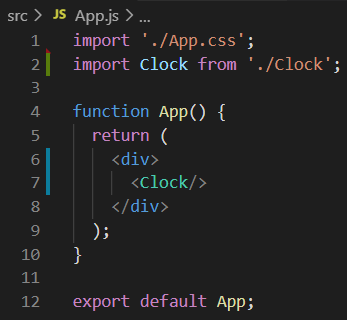 src > JS App.js > ...
1 import './App.css';
2 import Clock from './Clock';
3
4 function App() {
5   return (
6     <div>
7       <Clock/>
8     </div>
9   );
10 }
11
12 export default App;